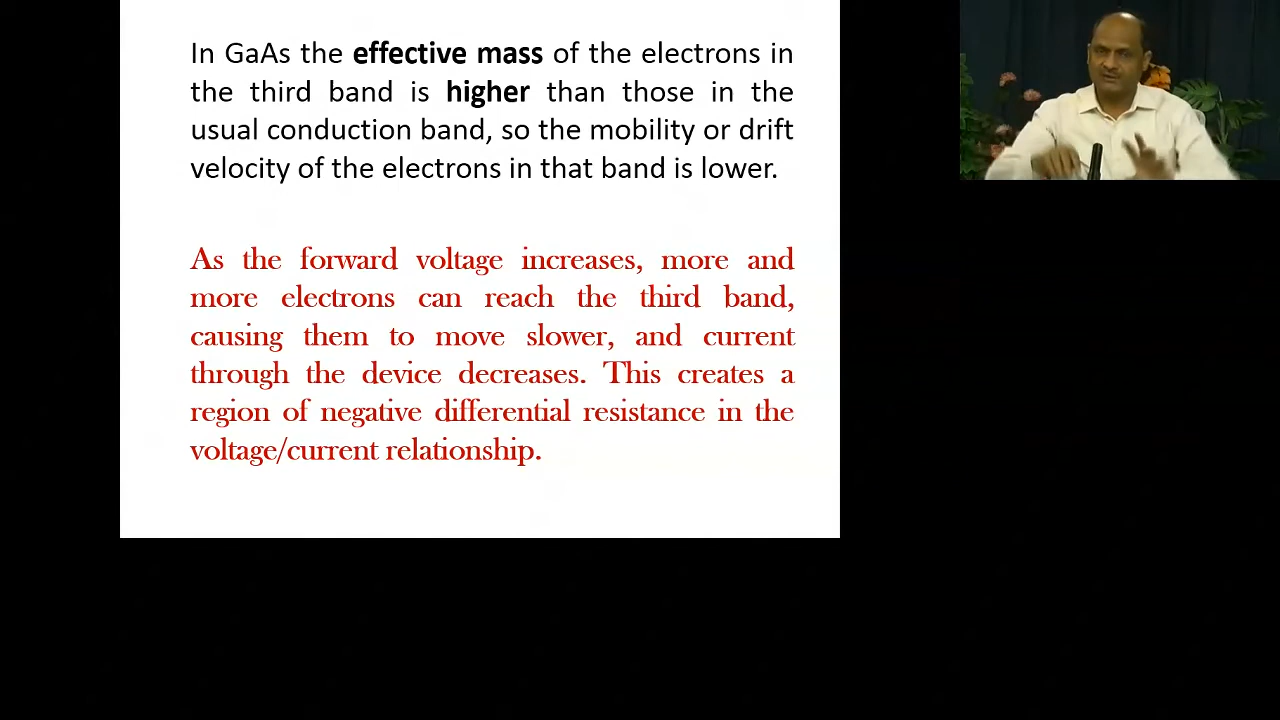 In GaAs the effective mass of the electrons in
the third band is higher than those in the
usual conduction band, so the mobility or drift
velocity of the electrons in that band is lower.
As the forward voltage increases, more and
more electrons can reach the third band,
causing them to move slower, and current
through the device decreases. This creates a
region of negative differential resistance in the
voltage/current relationship.